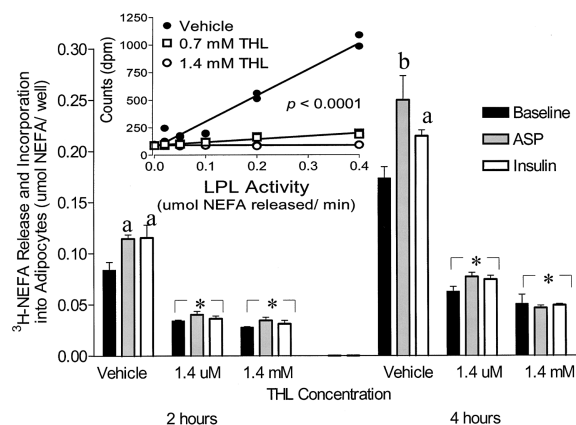 1250
1000
750
500
250
0
Counts (dpm)
Vehicle
0.7 mM THL
1.4 mM THL
p < 0.0001
0.0 0.1 0.2 0.3 0.4
LPL Activity
(umol NEFA released/ min)
0.30
0.25
0.20
0.15
0.10
0.05
0.00
³H-NEFA Release and Incorporation
into Adipocytes (umol NEFA/ well)
Baseline
ASP
Insulin
a a * * b a * *
Vehicle 1.4 uM 1.4 mM Vehicle 1.4 uM 1.4 mM
THL Concentration
2 hours 4 hours